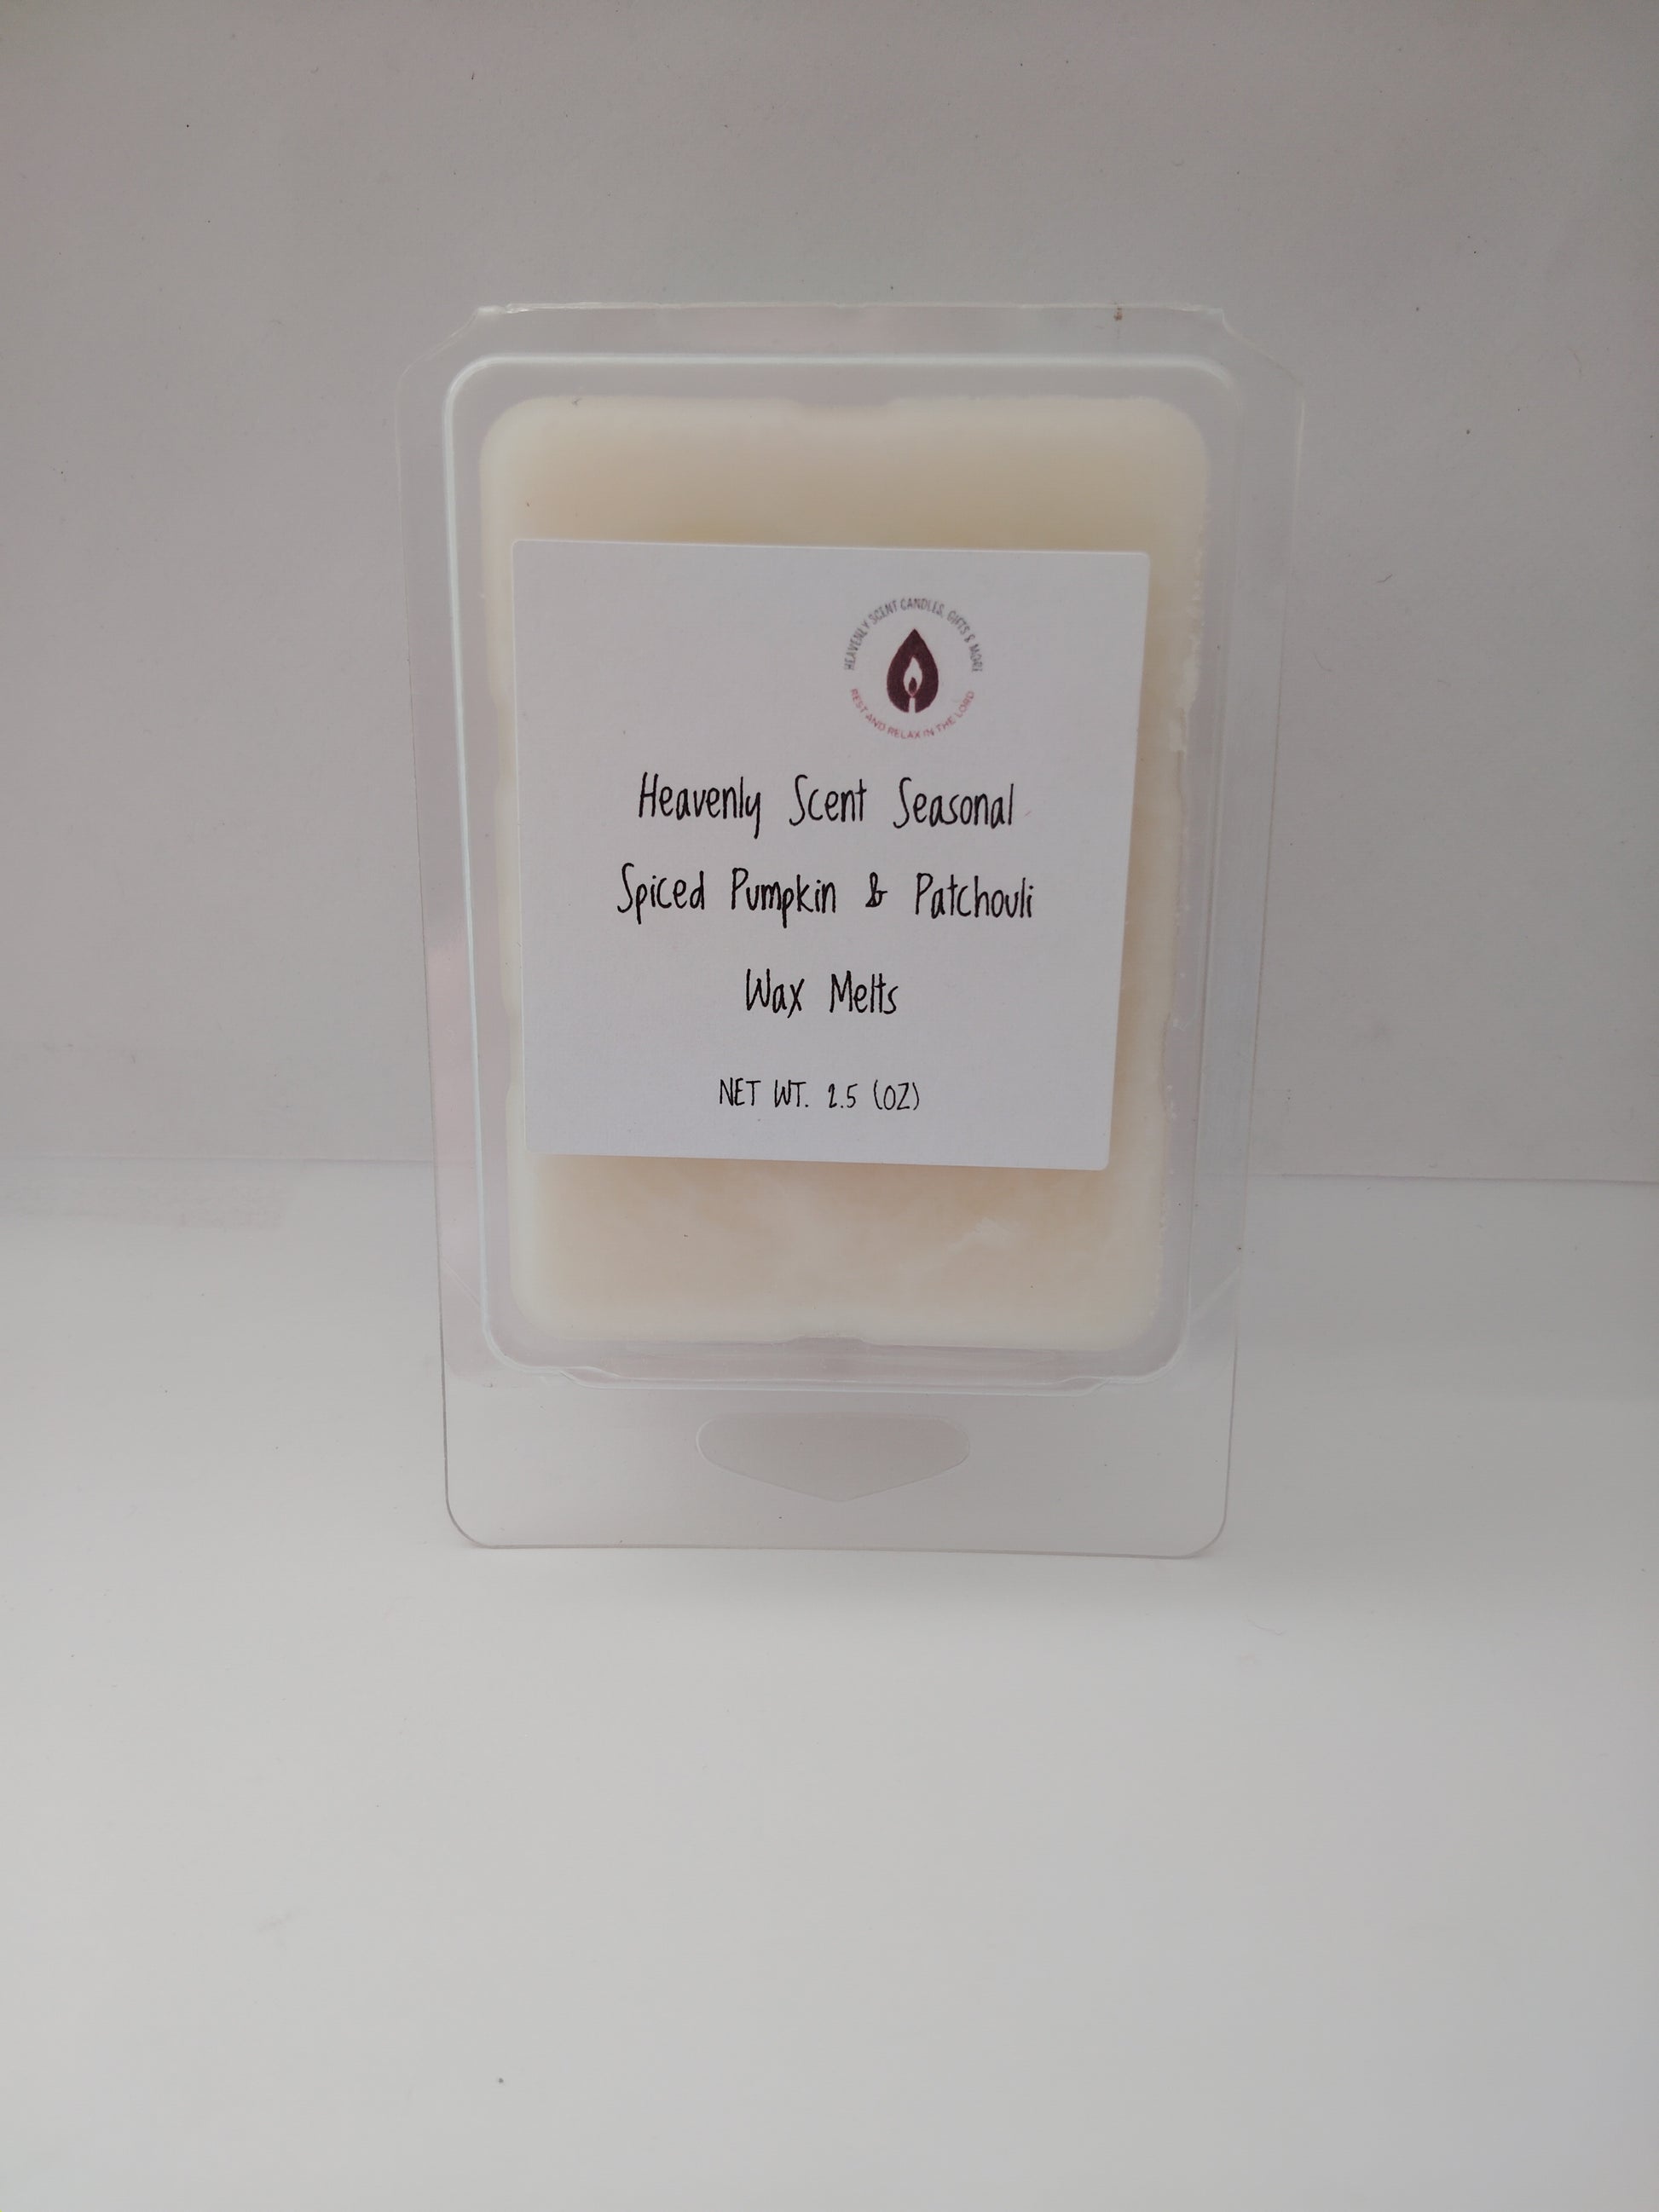 HEAVENLY SCENT CANDLES, GIFTS & MORE
REST AND RELAX IN THE LORD
Heavenly Scent Seasonal
Spiced Pumpkin & Patchouli
Wax Melts
NET WT. 2.5 (OZ)